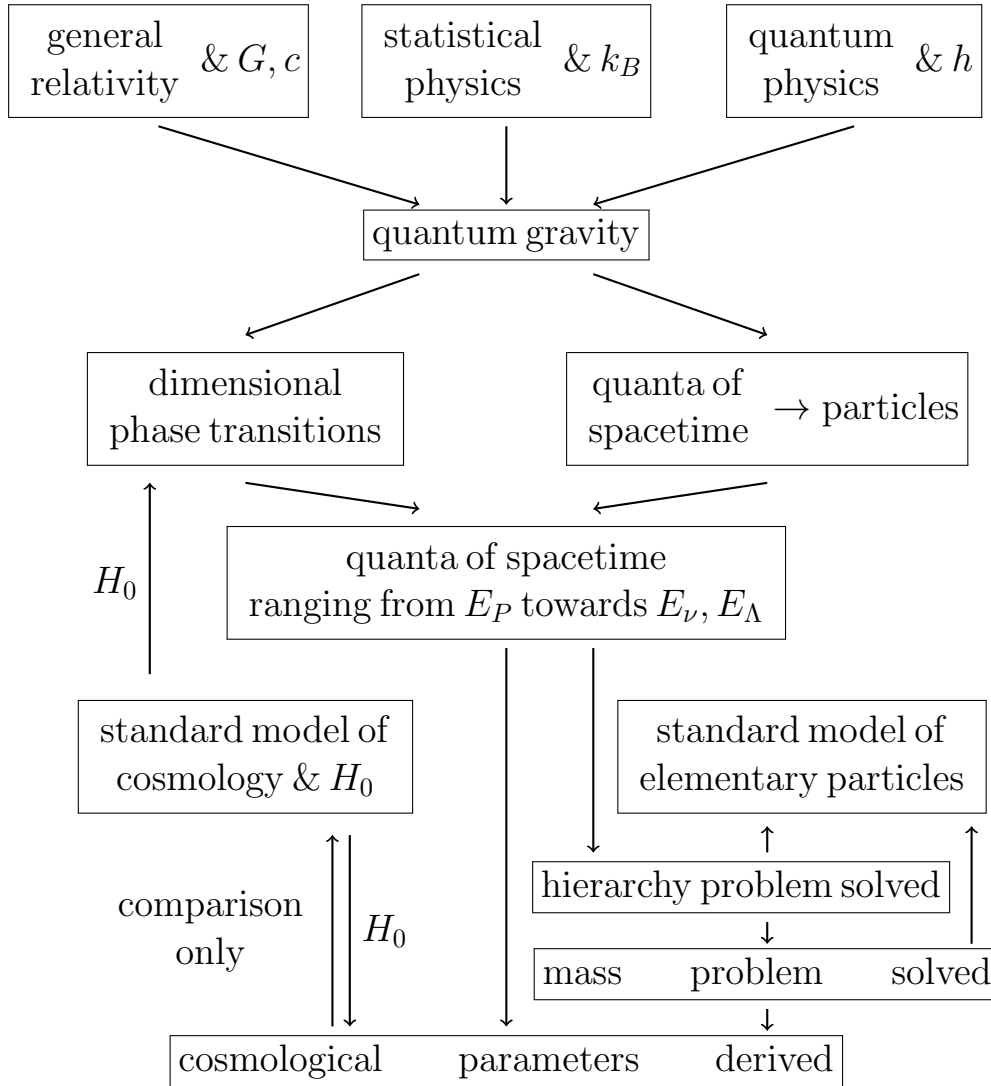 general
relativity & G, c
statistical
physics & k_B
quantum
physics & h
quantum gravity
dimensional
phase transitions
quanta of
spacetime → particles
H_0
quanta of spacetime
ranging from E_P towards E_ν, E_Λ
standard model of
cosmology & H_0
standard model of
elementary particles
comparison
only
H_0
hierarchy problem solved
mass problem solved
cosmological parameters derived